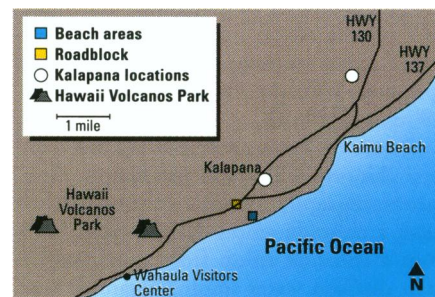 Beach areas
Roadblock
Kalapana locations
Hawaii Volcanos Park
1 mile
HWY
130
HWY
137
Kaimu Beach
Kalapana
Hawaii
Volcanos
Park
Pacific Ocean
Wahaula Visitors
Center
N